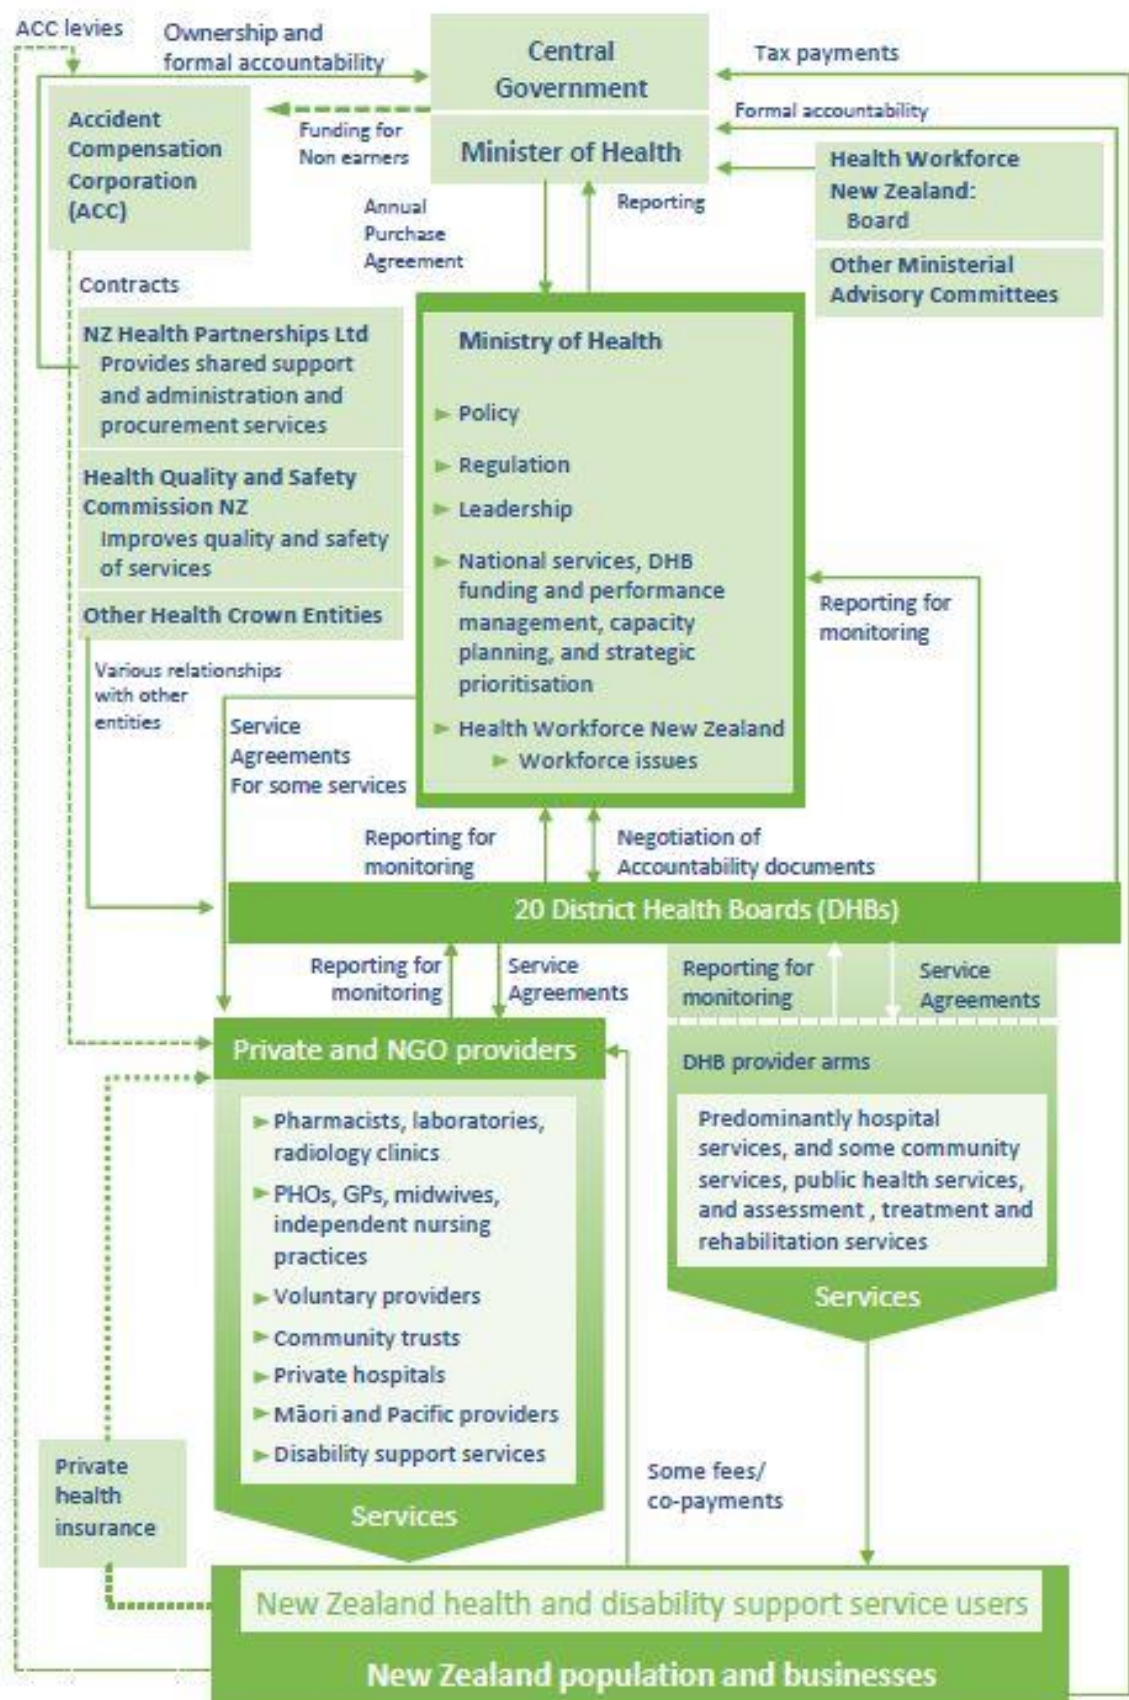 ACC levies
Ownership and
formal accountability
Central
Government
Tax payments
Accident
Compensation
Corporation
(ACC)
Funding for
Non earners
Formal accountability
Minister of Health
Health Workforce
New Zealand:
Board
Annual
Purchase
Agreement
Reporting
Other Ministerial
Advisory Committees
Contracts
NZ Health Partnerships Ltd
Provides shared support
and administration and
procurement services
Health Quality and Safety
Commission NZ
Improves quality and safety
of services
Other Health Crown Entities
Ministry of Health
► Policy
► Regulation
► Leadership
► National services, DHB
funding and performance
management, capacity
planning, and strategic
prioritisation
► Health Workforce New Zealand
► Workforce issues
Reporting for
monitoring
Various relationships
with other
entities
Service
Agreements
For some services
Reporting for
monitoring
Negotiation of
Accountability documents
20 District Health Boards (DHBs)
Reporting for
monitoring
Service
Agreements
Reporting for
monitoring
Service
Agreements
Private and NGO providers
► Pharmacists, laboratories,
radiology clinics
► PHOs, GPs, midwives,
independent nursing
practices
► Voluntary providers
► Community trusts
► Private hospitals
► Māori and Pacific providers
► Disability support services
Services
DHB provider arms
Predominantly hospital
services, and some community
services, public health services,
and assessment , treatment and
rehabilitation services
Services
Private
health
insurance
Some fees/
co-payments
New Zealand health and disability support service users
New Zealand population and businesses